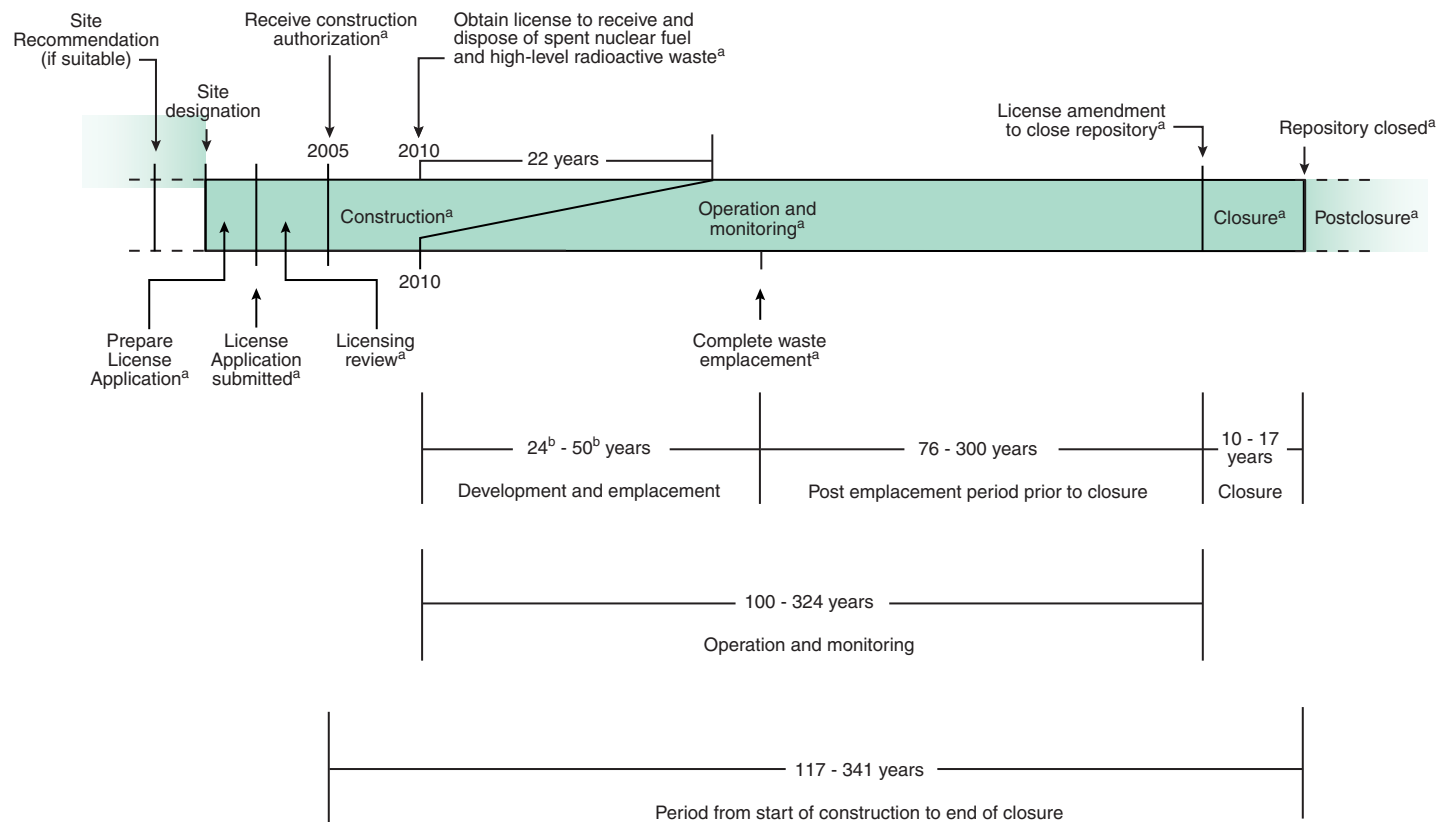 Site
Recommendation
(if suitable)
Receive construction
authorizationᵃ
Obtain license to receive and
dispose of spent nuclear fuel
and high-level radioactive wasteᵃ
Site
designation
License amendment
to close repositoryᵃ
Repository closedᵃ
2005
2010
22 years
Constructionᵃ
Operation and
monitoringᵃ
Closureᵃ
Postclosureᵃ
2010
Prepare
License
Applicationᵃ
License
Application
submittedᵃ
Licensing
reviewᵃ
Complete waste
emplacementᵃ
24ᵇ - 50ᵇ years
Development and emplacement
76 - 300 years
Post emplacement period prior to closure
10 - 17
years
Closure
100 - 324 years
Operation and monitoring
117 - 341 years
Period from start of construction to end of closure